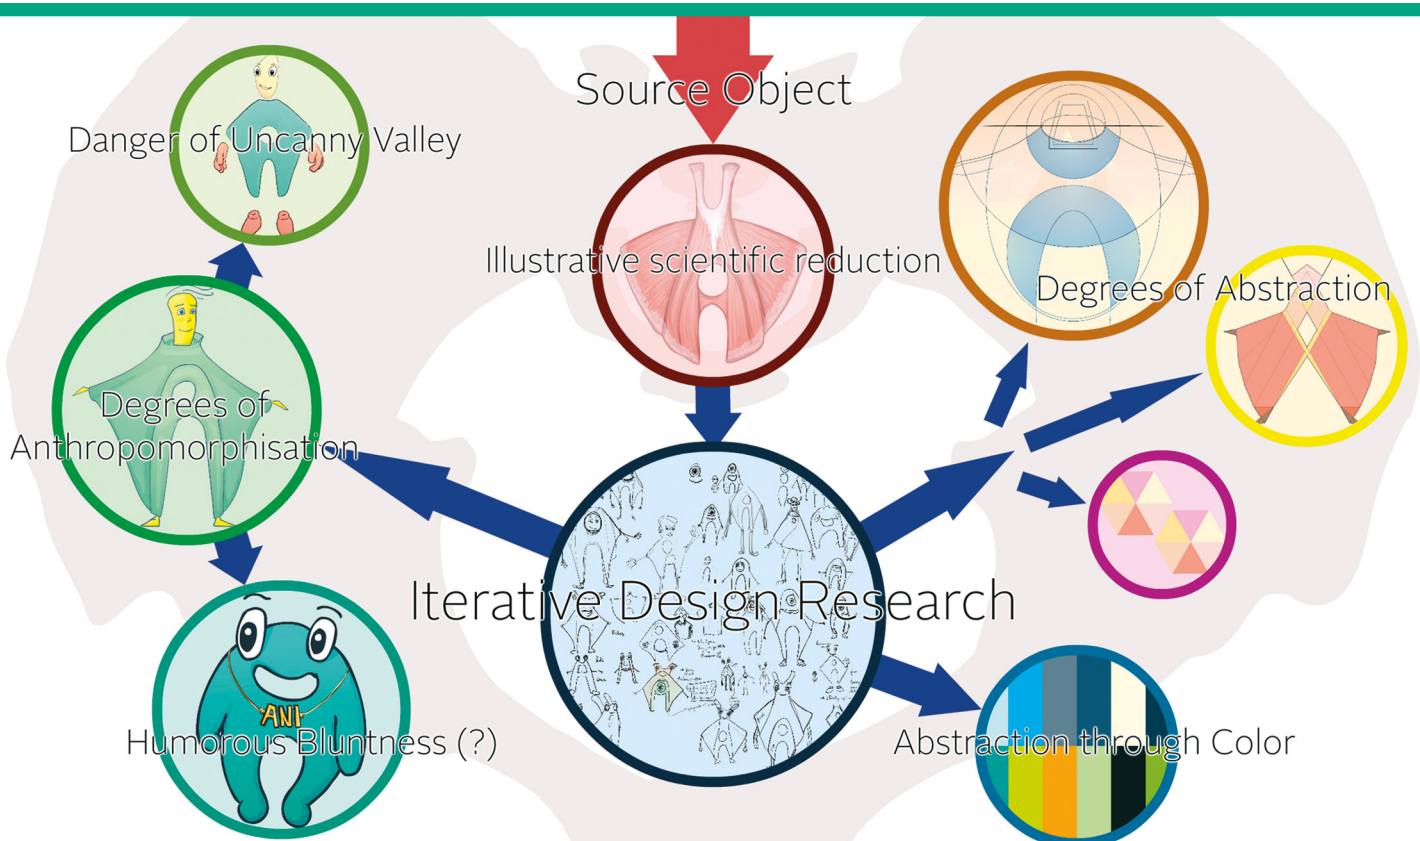 Source Object
Danger of Uncanny Valley
Illustrative scientific reduction
Degrees of Abstraction
Degrees of
Anthropomorphisation
Iterative Design Research
ANI
Humorous Bluntness (?)
Abstraction through Color